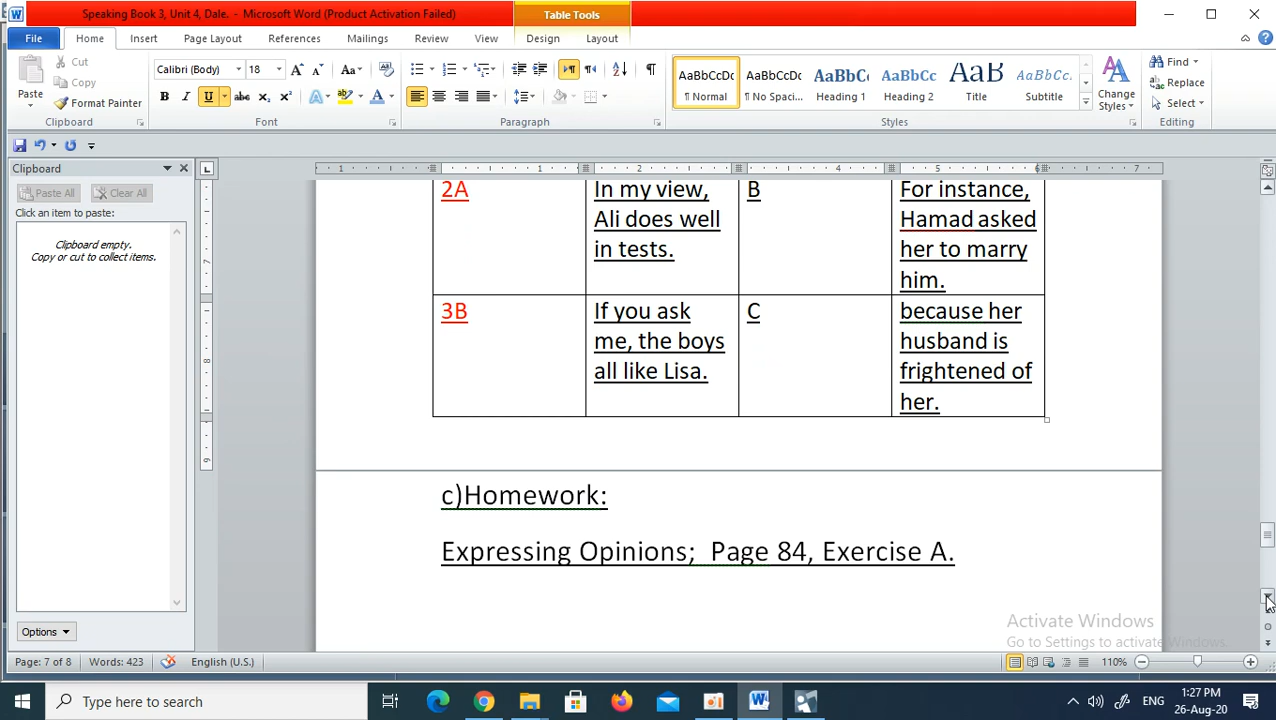 Speaking Book 3, Unit 4, Dale. - Microsoft Word (Product Activation Failed)
Table Tools
File Home Insert Page Layout References Mailings Review View Design Layout
Paste
Cut
Copy
Format Painter
Clipboard
Calibri (Body) 18
Font
Paragraph
AaBbCcDc AaBbCcDc AaBbCc AaBbCc AaB AaBbCc.
¶ Normal ¶ No Spaci... Heading 1 Heading 2 Title Subtitle
Change Styles
Styles
Find
Replace
Select
Editing
Clipboard
Paste All Clear All
Click an item to paste:
Clipboard empty.
Copy or cut to collect items.
Options
2A
In my view,
Ali does well
in tests.
B
For instance,
Hamad asked
her to marry
him.
3B
If you ask
me, the boys
all like Lisa.
C
because her
husband is
frightened of
her.
c)Homework:
Expressing Opinions; Page 84, Exercise A.
Activate Windows
Go to Settings to activate Windows.
Page: 7 of 8 Words: 423 English (U.S.) 110%
Type here to search
ENG
1:27 PM
26-Aug-20